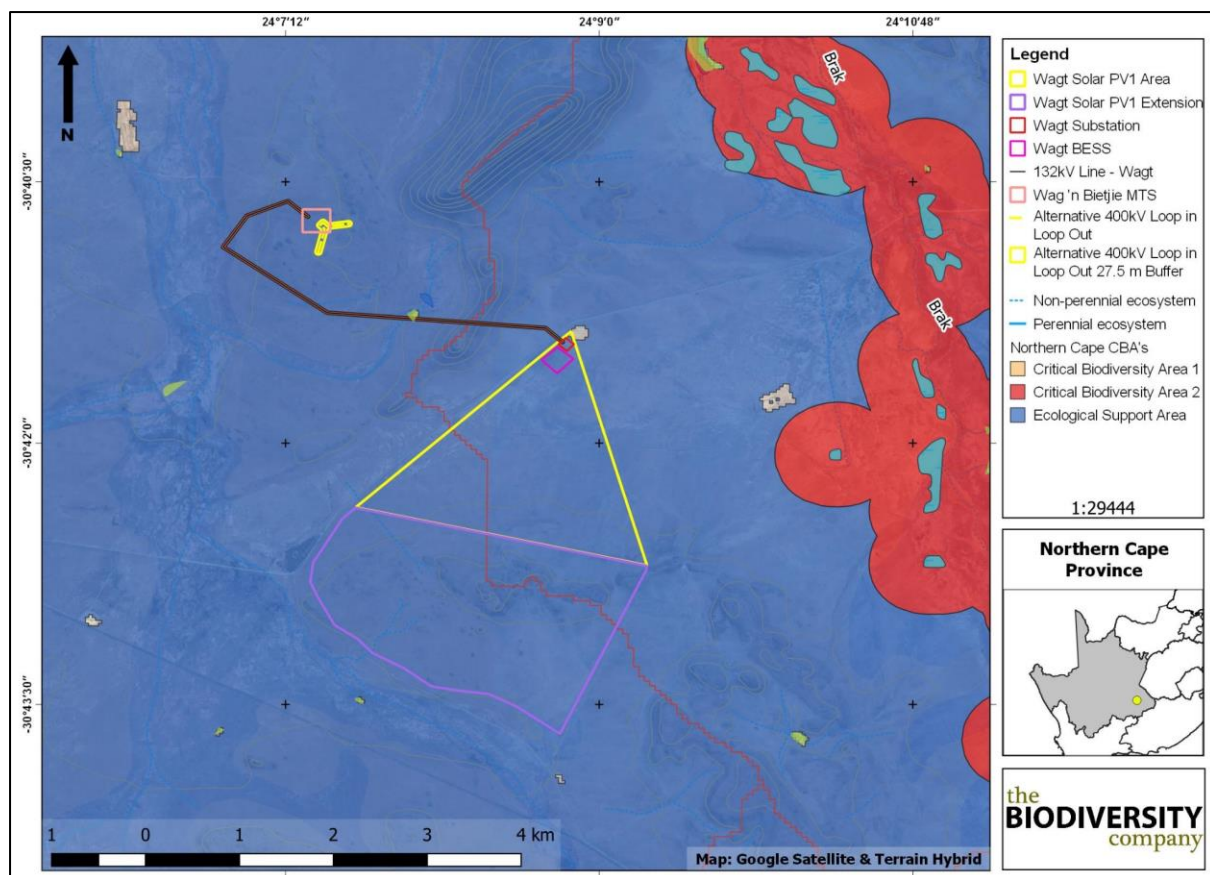 24°7'12"
24°9'0"
24°10'48"
-30°40'30"
-30°42'0"
-30°43'30"
N
Brak
Brak
1 0 1 2 3 4 km
Map: Google Satellite & Terrain Hybrid
Legend
Wagt Solar PV1 Area
Wagt Solar PV1 Extension
Wagt Substation
Wagt BESS
132kV Line - Wagt
Wag 'n Bietjie MTS
Alternative 400kV Loop in
Loop Out
Alternative 400kV Loop in
Loop Out 27.5 m Buffer
Non-perennial ecosystem
Perennial ecosystem
Northern Cape CBA's
Critical Biodiversity Area 1
Critical Biodiversity Area 2
Ecological Support Area
1:29444
Northern Cape
Province
the
BIODIVERSITY
company